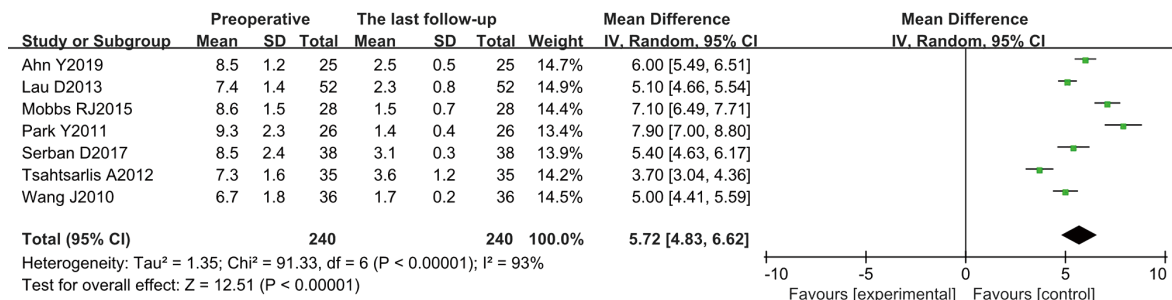 Preoperative The last follow-up Mean Difference Mean Difference
Study or Subgroup Mean SD Total Mean SD Total Weight IV, Random, 95% CI IV, Random, 95% CI
Ahn Y2019 8.5 1.2 25 2.5 0.5 25 14.7% 6.00 [5.49, 6.51]
Lau D2013 7.4 1.4 52 2.3 0.8 52 14.9% 5.10 [4.66, 5.54]
Mobbs RJ2015 8.6 1.5 28 1.5 0.7 28 14.4% 7.10 [6.49, 7.71]
Park Y2011 9.3 2.3 26 1.4 0.4 26 13.4% 7.90 [7.00, 8.80]
Serban D2017 8.5 2.4 38 3.1 0.3 38 13.9% 5.40 [4.63, 6.17]
Tsahtsarlis A2012 7.3 1.6 35 3.6 1.2 35 14.2% 3.70 [3.04, 4.36]
Wang J2010 6.7 1.8 36 1.7 0.2 36 14.5% 5.00 [4.41, 5.59]
Total (95% CI) 240 240 100.0% 5.72 [4.83, 6.62]
Heterogeneity: Tau² = 1.35; Chi² = 91.33, df = 6 (P < 0.00001); I² = 93%
Test for overall effect: Z = 12.51 (P < 0.00001)
-10 -5 0 5 10
Favours [experimental] Favours [control]